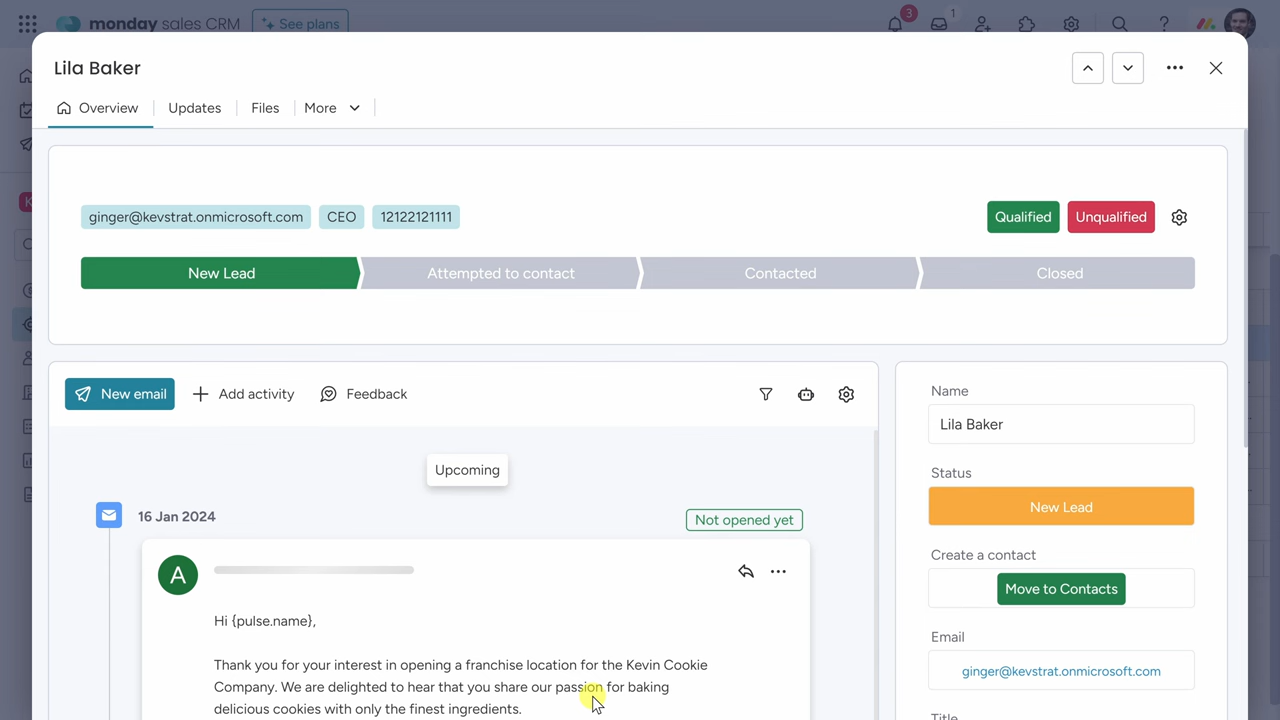 monday sales CRM
See plans
3
1
Lila Baker
Overview
Updates
Files
More
ginger@kevstrat.onmicrosoft.com
CEO
12122121111
Qualified
Unqualified
New Lead
Attempted to contact
Contacted
Closed
New email
Add activity
Feedback
Upcoming
16 Jan 2024
Not opened yet
A
Hi {pulse.name},
Thank you for your interest in opening a franchise location for the Kevin Cookie
Company. We are delighted to hear that you share our passion for baking
delicious cookies with only the finest ingredients.
Name
Lila Baker
Status
New Lead
Create a contact
Move to Contacts
Email
ginger@kevstrat.onmicrosoft.com
Title